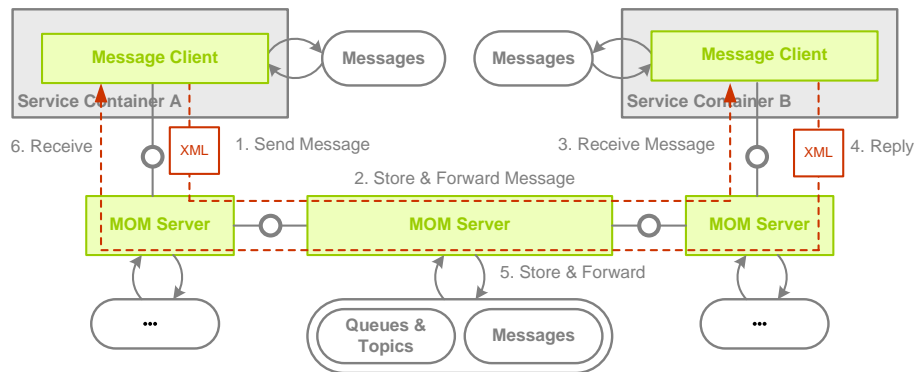 Message Client
Messages
Messages
Message Client
Service Container A
Service Container B
6. Receive
XML
1. Send Message
3. Receive Message
XML
4. Reply
2. Store & Forward Message
MOM Server
MOM Server
MOM Server
5. Store & Forward
...
Queues &
Topics
Messages
...